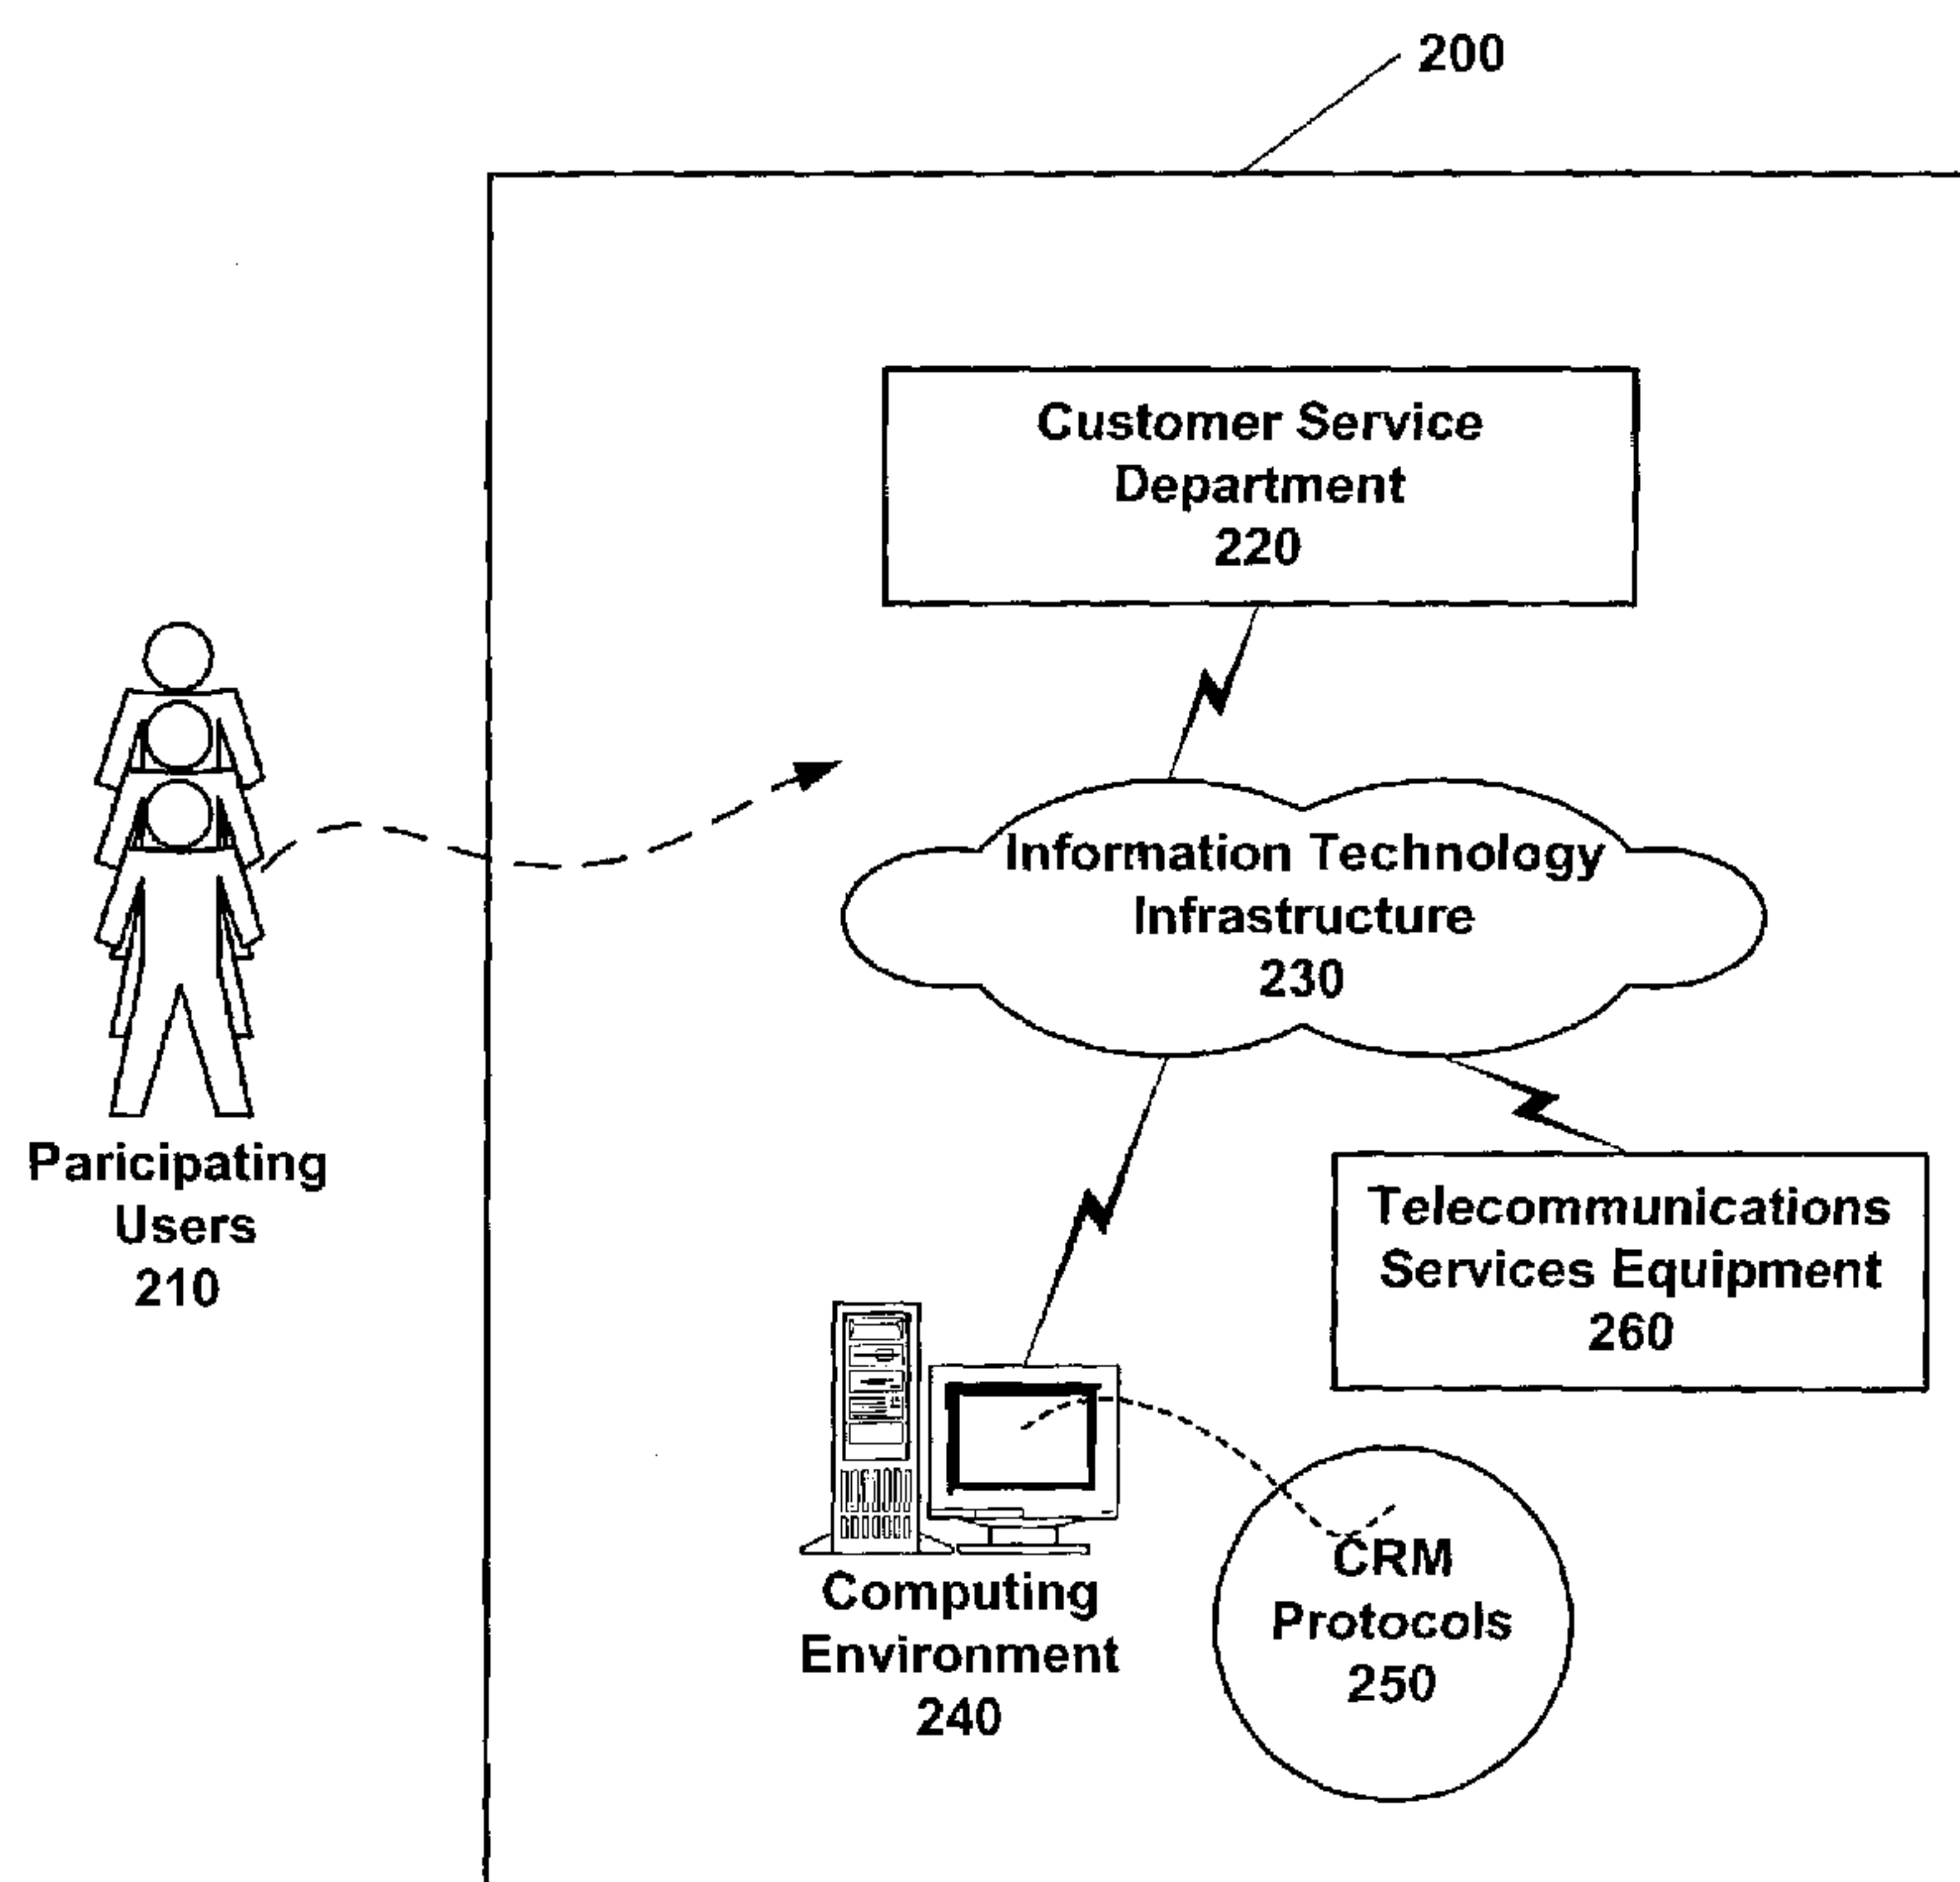 200
Customer Service
Department
220
Information Technology
Infrastructure
230
Paricipating
Users
210
Telecommunications
Services Equipment
260
Computing
Environment
240
CRM
Protocols
250